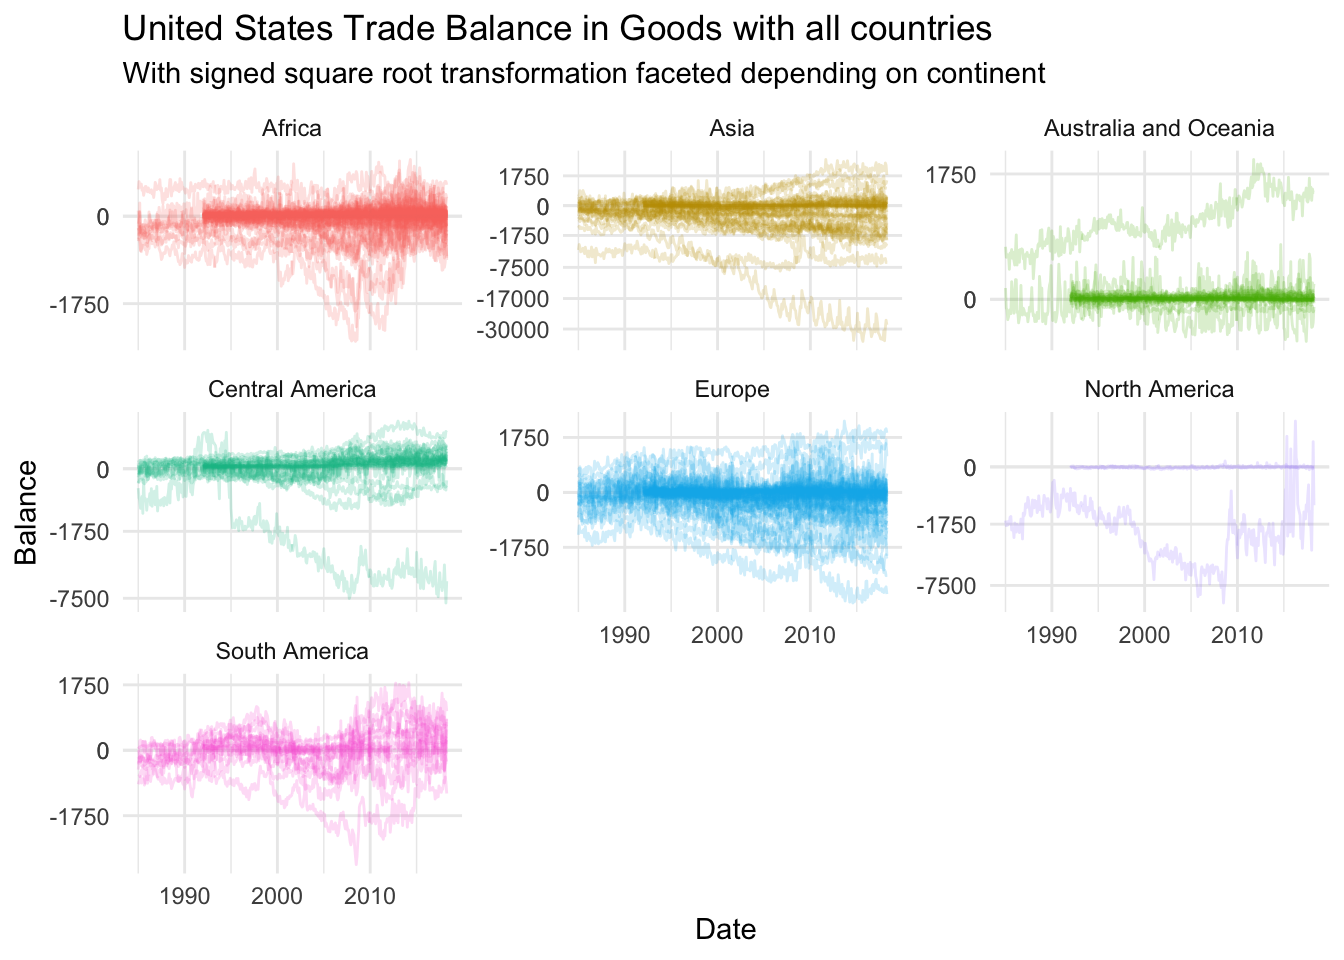 United States Trade Balance in Goods with all countries
With signed square root transformation faceted depending on continent
Africa
0
-1750
Asia
1750
0
-1750
-7500
-17000
-30000
Australia and Oceania
1750
0
Central America
0
-1750
-7500
Europe
1750
0
-1750
1990 2000 2010
North America
0
-1750
-7500
1990 2000 2010
South America
1750
0
-1750
1990 2000 2010
Balance
Date